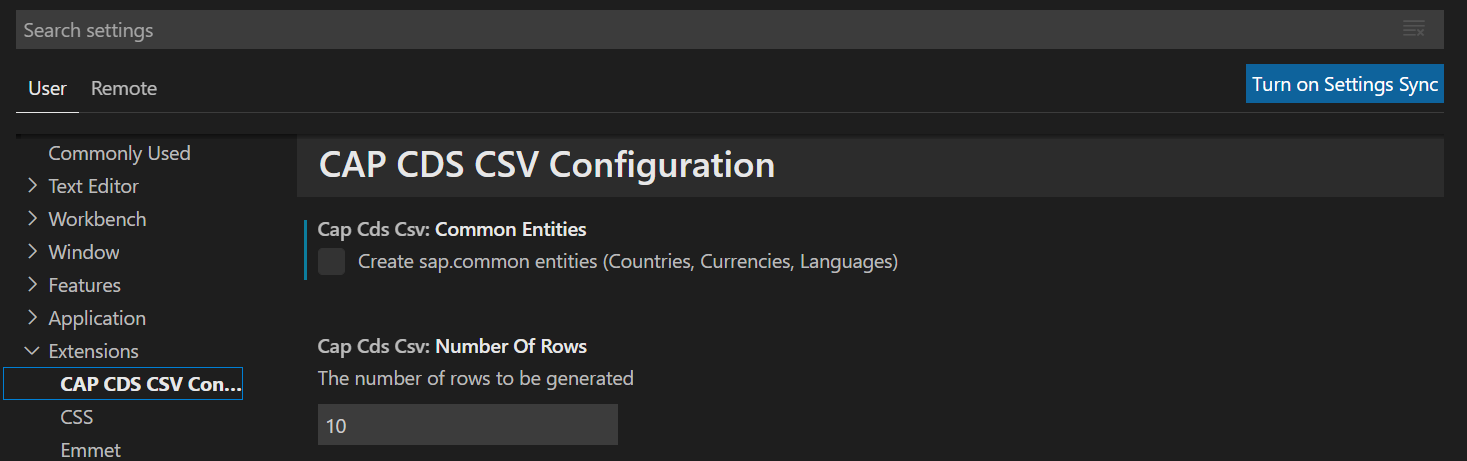 Search settings
User Remote
Turn on Settings Sync
Commonly Used
Text Editor
Workbench
Window
Features
Application
Extensions
CAP CDS CSV Con...
CSS
Emmet
CAP CDS CSV Configuration
Cap Cds Csv: Common Entities
Create sap.common entities (Countries, Currencies, Languages)
Cap Cds Csv: Number Of Rows
The number of rows to be generated
10